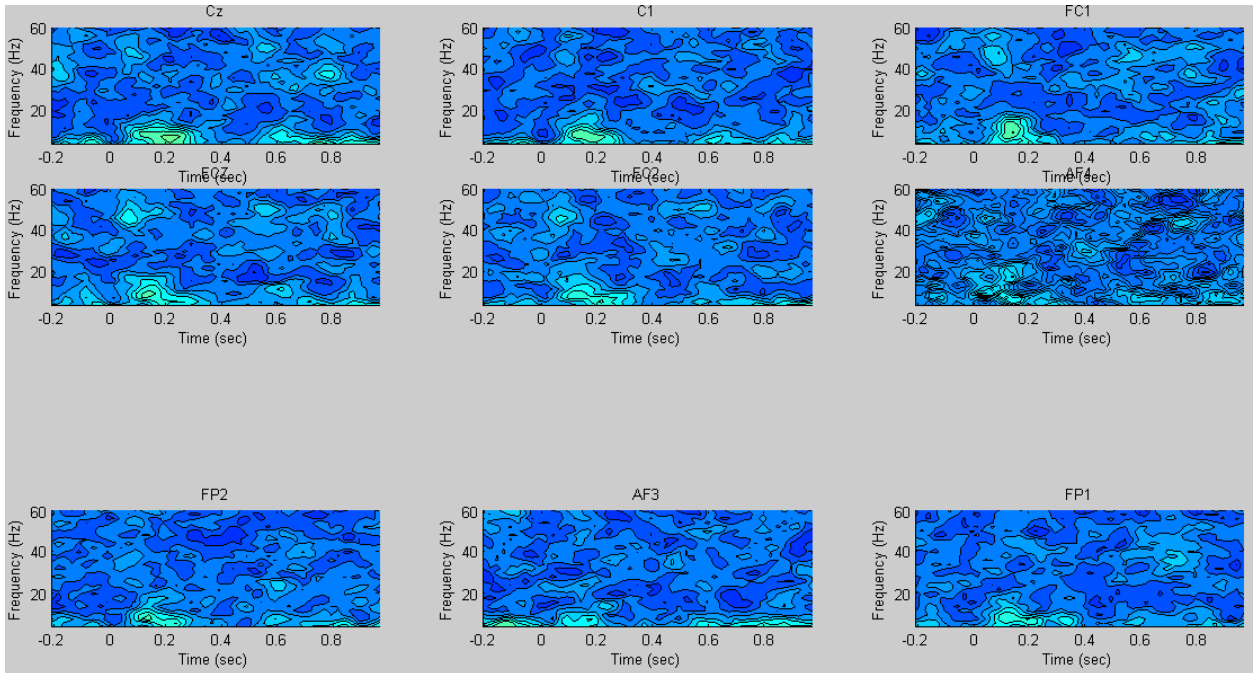 Cz C1 FC1
60 60 60
40 40 40
20 20 20
Frequency (Hz) Frequency (Hz) Frequency (Hz)
-0.2 0 0.2 0.4 0.6 0.8 -0.2 0 0.2 0.4 0.6 0.8 -0.2 0 0.2 0.4 0.6 0.8
Time (sec) Time (sec) Time (sec)
FCZ FC2 AF4
60 60 60
40 40 40
20 20 20
Frequency (Hz) Frequency (Hz) Frequency (Hz)
-0.2 0 0.2 0.4 0.6 0.8 -0.2 0 0.2 0.4 0.6 0.8 -0.2 0 0.2 0.4 0.6 0.8
Time (sec) Time (sec) Time (sec)
FP2 AF3 FP1
60 60 60
40 40 40
20 20 20
Frequency (Hz) Frequency (Hz) Frequency (Hz)
-0.2 0 0.2 0.4 0.6 0.8 -0.2 0 0.2 0.4 0.6 0.8 -0.2 0 0.2 0.4 0.6 0.8
Time (sec) Time (sec) Time (sec)